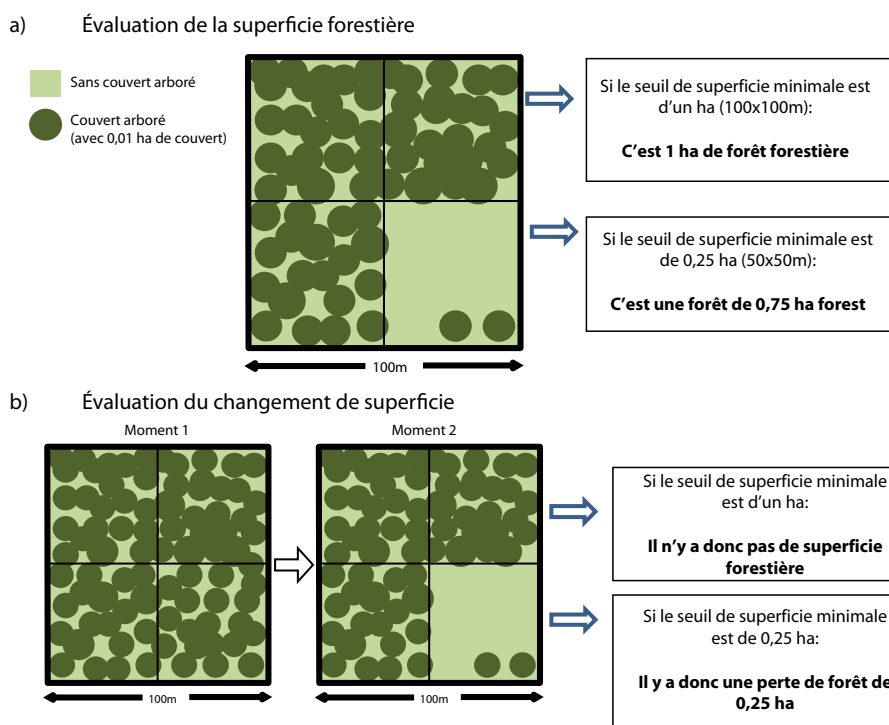 a) Évaluation de la superficie forestière
Sans couvert arboré
Couvert arboré
(avec 0,01 ha de couvert)
Si le seuil de superficie minimale est
d'un ha (100x100m):
C'est 1 ha de forêt forestière
Si le seuil de superficie minimale est
de 0,25 ha (50x50m):
C'est une forêt de 0,75 ha forest
100m
b) Évaluation du changement de superficie
Moment 1
Moment 2
Si le seuil de superficie minimale
est d'un ha:
Il n'y a donc pas de superficie
forestière
Si le seuil de superficie minimale
est de 0,25 ha:
Il y a donc une perte de forêt de
0,25 ha
100m
100m